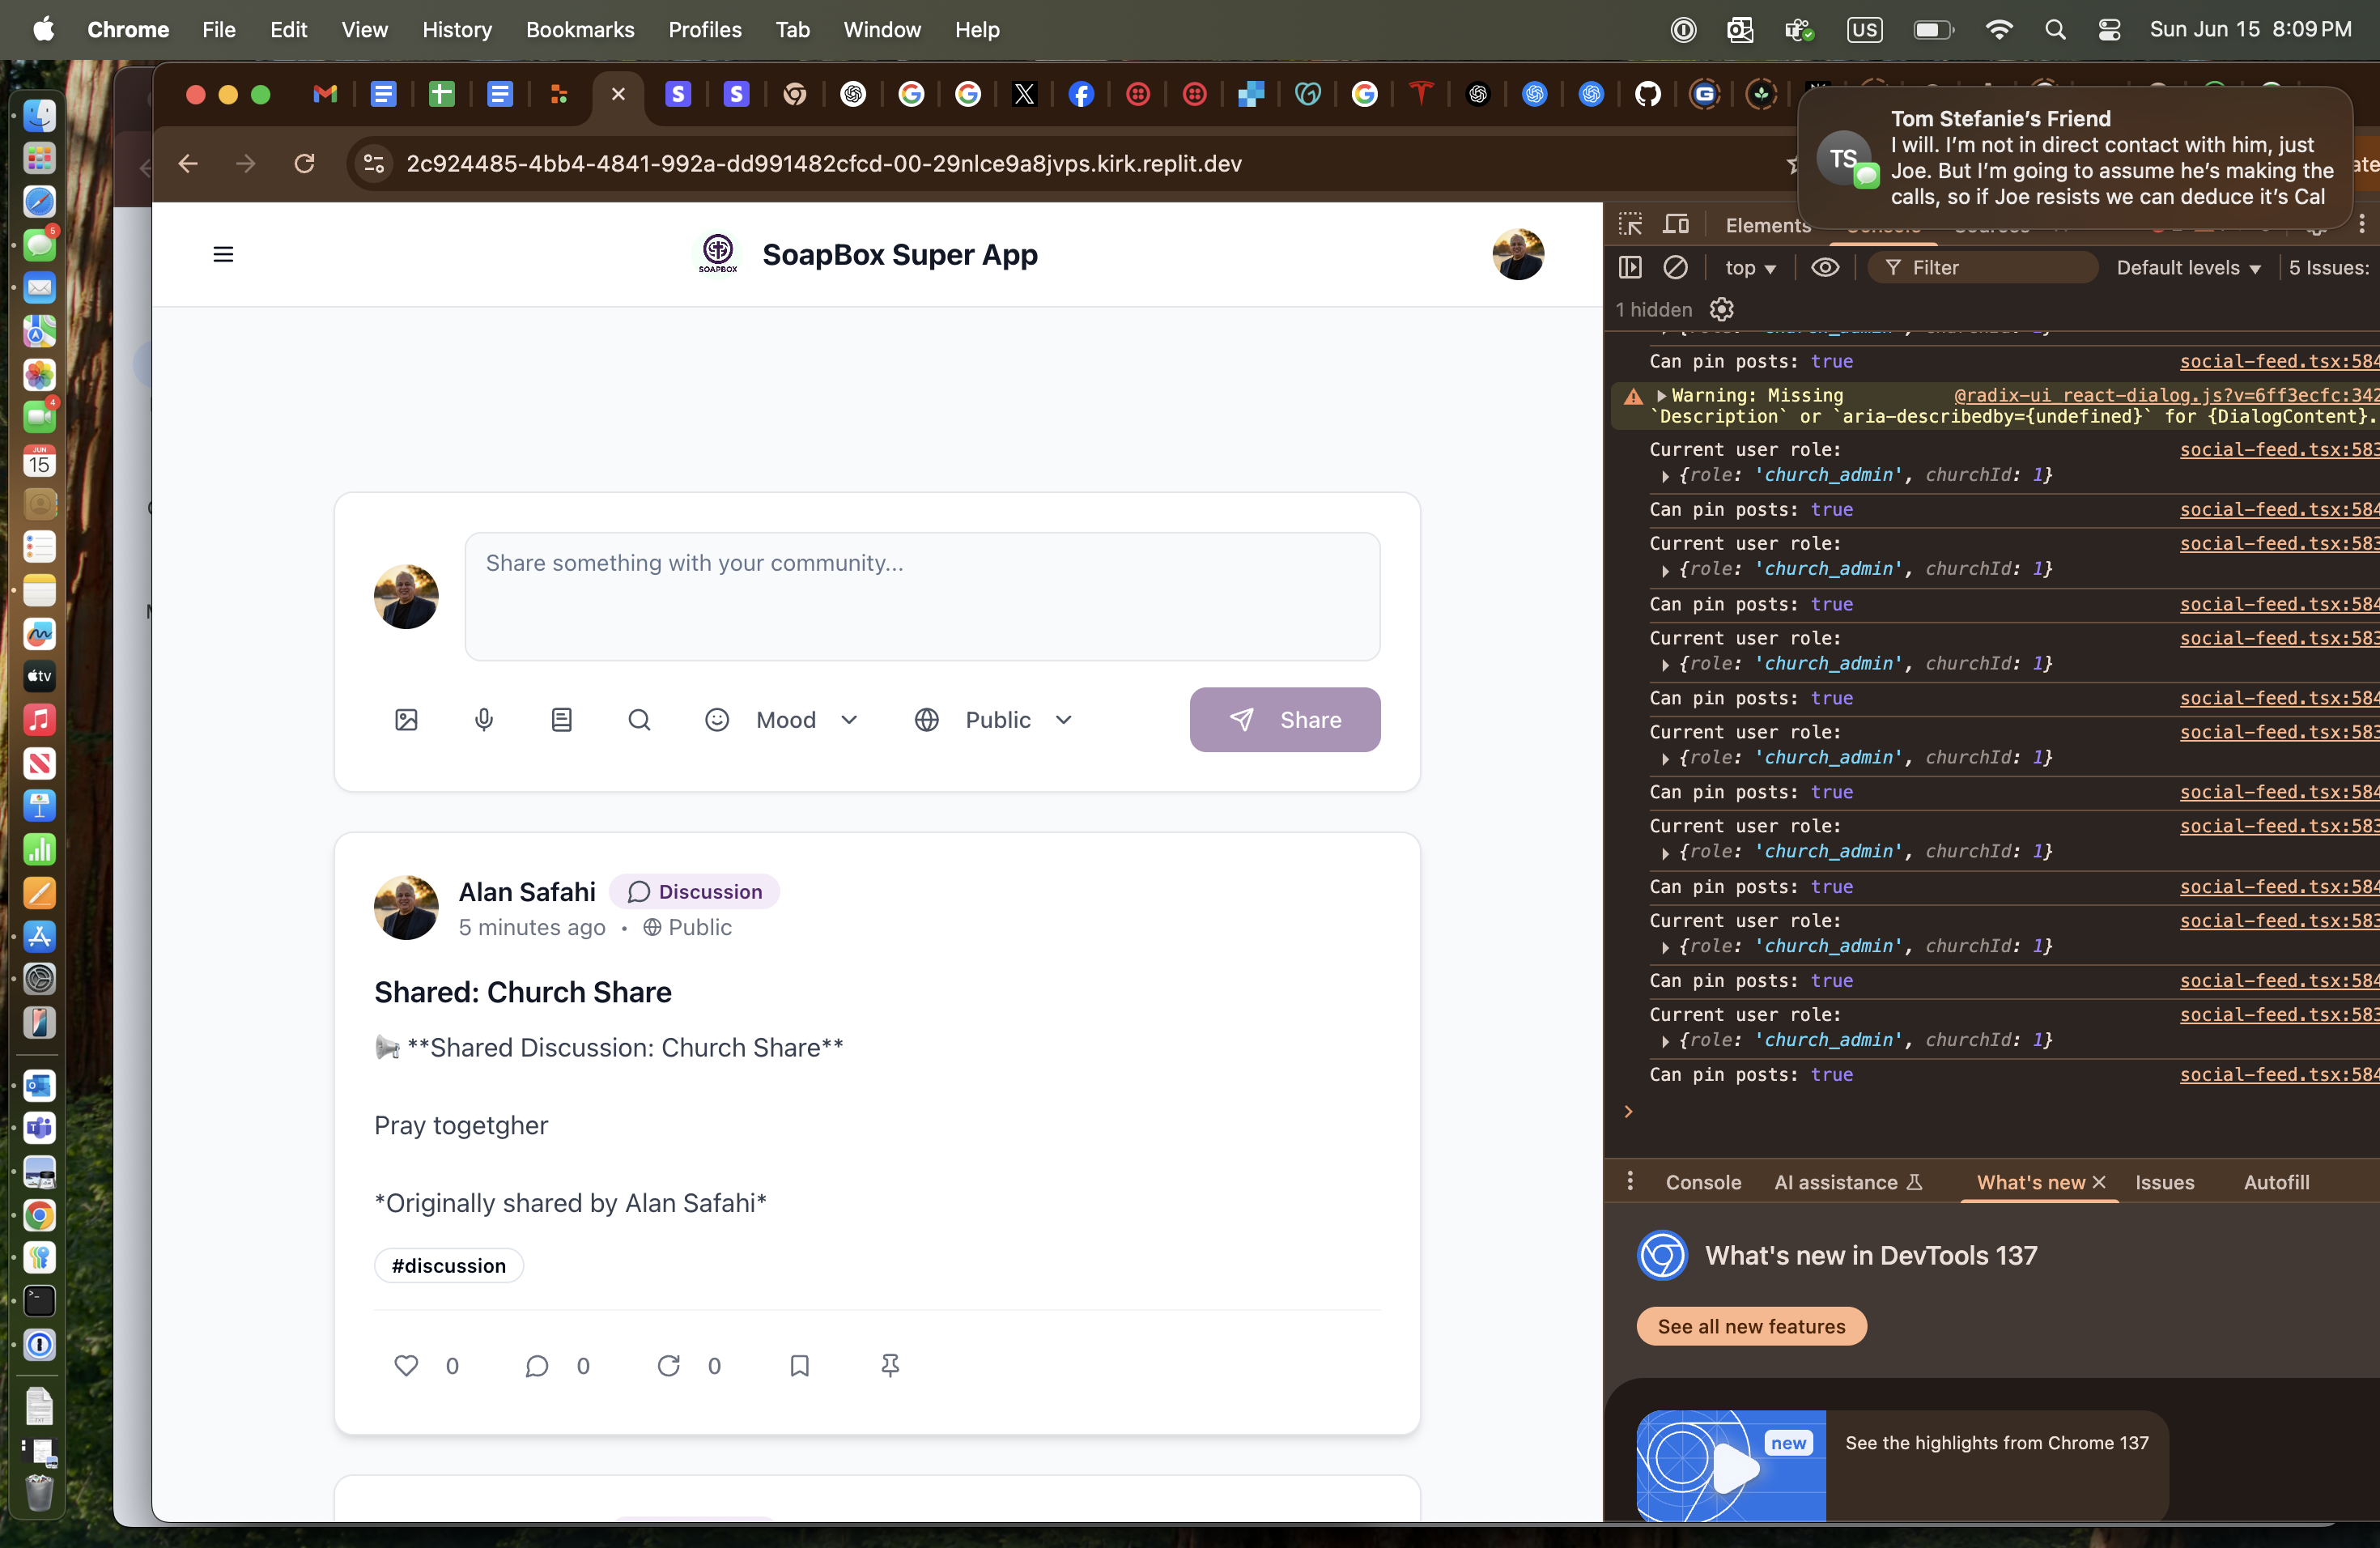 Chrome File Edit View History Bookmarks Profiles Tab Window Help
US
Sun Jun 15 8:09 PM
Tom Stefanie's Friend
I will. I'm not in direct contact with him, just
Joe. But I'm going to assume he's making the
calls, so if Joe resists we can deduce it's Cal
TS
2c924485-4bb4-4841-992a-dd991482cfcd-00-29nlce9a8jvps.kirk.replit.dev
SOAPBOX
SoapBox Super App
Share something with your community...
Mood
Public
Share
Alan Safahi
Discussion
5 minutes ago • Public
Shared: Church Share
**Shared Discussion: Church Share**
Pray togetgher
*Originally shared by Alan Safahi*
#discussion
0 0 0
Elements
top
Filter
Default levels
5 Issues:
1 hidden
Can pin posts: true social-feed.tsx:584
Warning: Missing @radix-ui_react-dialog.js?v=6ff3ecfc:342
`Description` or `aria-describedby={undefined}` for {DialogContent}.
Current user role: social-feed.tsx:583
{role: 'church_admin', churchId: 1}
Can pin posts: true social-feed.tsx:584
Current user role: social-feed.tsx:583
{role: 'church_admin', churchId: 1}
Can pin posts: true social-feed.tsx:584
Current user role: social-feed.tsx:583
{role: 'church_admin', churchId: 1}
Can pin posts: true social-feed.tsx:584
Current user role: social-feed.tsx:583
{role: 'church_admin', churchId: 1}
Can pin posts: true social-feed.tsx:584
Current user role: social-feed.tsx:583
{role: 'church_admin', churchId: 1}
Can pin posts: true social-feed.tsx:584
Current user role: social-feed.tsx:583
{role: 'church_admin', churchId: 1}
Can pin posts: true social-feed.tsx:584
Current user role: social-feed.tsx:583
{role: 'church_admin', churchId: 1}
Can pin posts: true social-feed.tsx:584
Console AI assistance What's new Issues Autofill
What's new in DevTools 137
See all new features
new
See the highlights from Chrome 137
5
4
JUN
15
tv